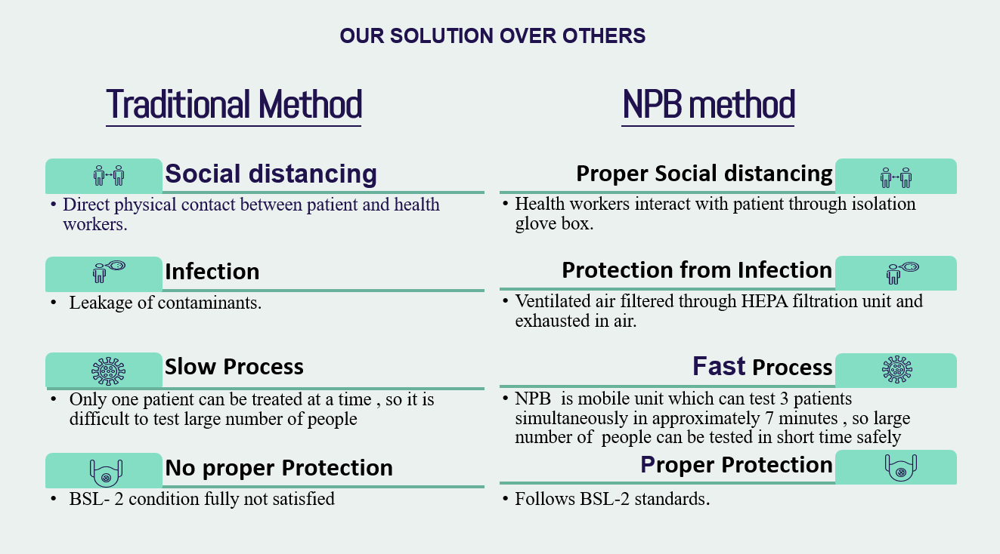 OUR SOLUTION OVER OTHERS
Traditional Method
Social distancing
• Direct physical contact between patient and health
workers.
Infection
• Leakage of contaminants.
Slow Process
• Only one patient can be treated at a time , so it is
difficult to test large number of people
No proper Protection
• BSL- 2 condition fully not satisfied
NPB method
Proper Social distancing
• Health workers interact with patient through isolation
glove box.
Protection from Infection
• Ventilated air filtered through HEPA filtration unit and
exhausted in air.
Fast Process
• NPB  is mobile unit which can test 3 patients
simultaneously in approximately 7 minutes , so large
number of  people can be tested in short time safely
Proper Protection
• Follows BSL-2 standards.